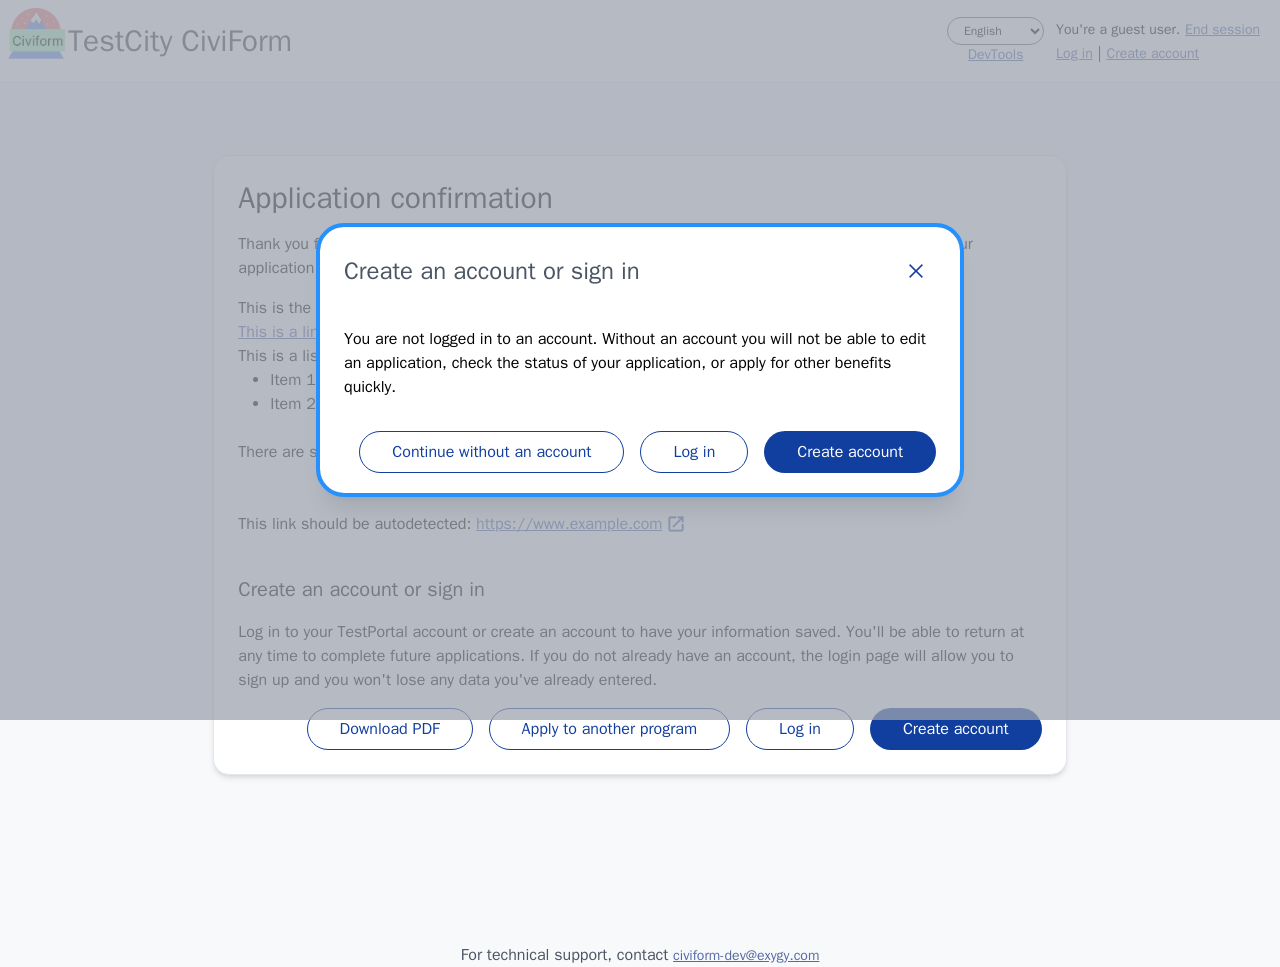 Civiform
TestCity CiviForm
English
DevTools
You're a guest user. End session
Log in | Create account
Application confirmation
Thank you
application
This is the
This is a
This is a
Item 1
Item 2
There are
This link should be autodetected: https://www.example.com
Create an account or sign in
You are not logged in to an account. Without an account you will not be able to edit
an application, check the status of your application, or apply for other benefits
quickly.
Continue without an account
Log in
Create account
Create an account or sign in
Log in to your TestPortal account or create an account to have your information saved. You'll be able to return at
any time to complete future applications. If you do not already have an account, the login page will allow you to
sign up and you won't lose any data you've already entered.
Download PDF
Apply to another program
Log in
Create account
For technical support, contact civiform-dev@exygy.com